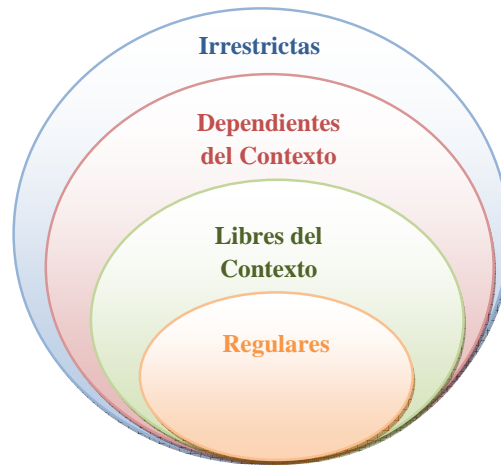 Irrestrictas
Dependientes
del Contexto
Libres del
Contexto
Regulares